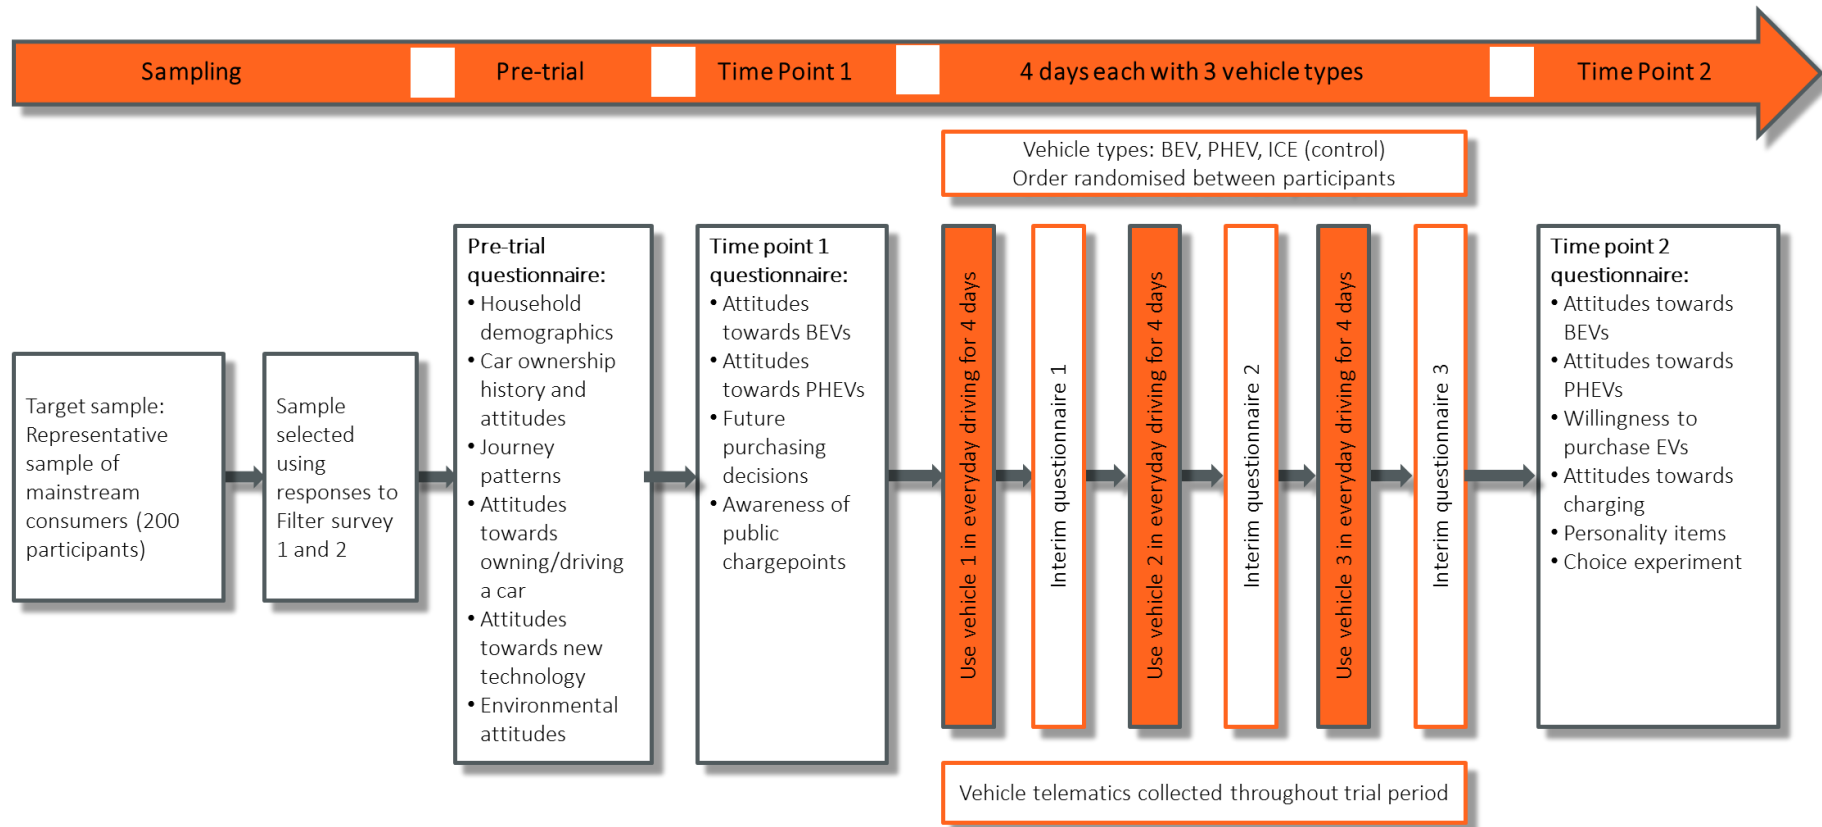 Sampling
Pre-trial
Time Point 1
4 days each with 3 vehicle types
Time Point 2
Vehicle types: BEV, PHEV, ICE (control)
Order randomised between participants
Target sample:
Representative
sample of
mainstream
consumers (200
participants)
Sample
selected
using
responses to
Filter survey
1 and 2
Pre-trial
questionnaire:
• Household
demographics
• Car ownership
history and
attitudes
• Journey
patterns
• Attitudes
towards
owning/driving
a car
• Attitudes
towards new
technology
• Environmental
attitudes
Time point 1
questionnaire:
• Attitudes
towards BEVs
• Attitudes
towards PHEVs
• Future
purchasing
decisions
• Awareness of
public
chargepoints
Use vehicle 1 in everyday driving for 4 days
Interim questionnaire 1
Use vehicle 2 in everyday driving for 4 days
Interim questionnaire 2
Use vehicle 3 in everyday driving for 4 days
Interim questionnaire 3
Time point 2
questionnaire:
• Attitudes towards
BEVs
• Attitudes towards
PHEVs
• Willingness to
purchase EVs
• Attitudes towards
charging
• Personality items
• Choice experiment
Vehicle telematics collected throughout trial period